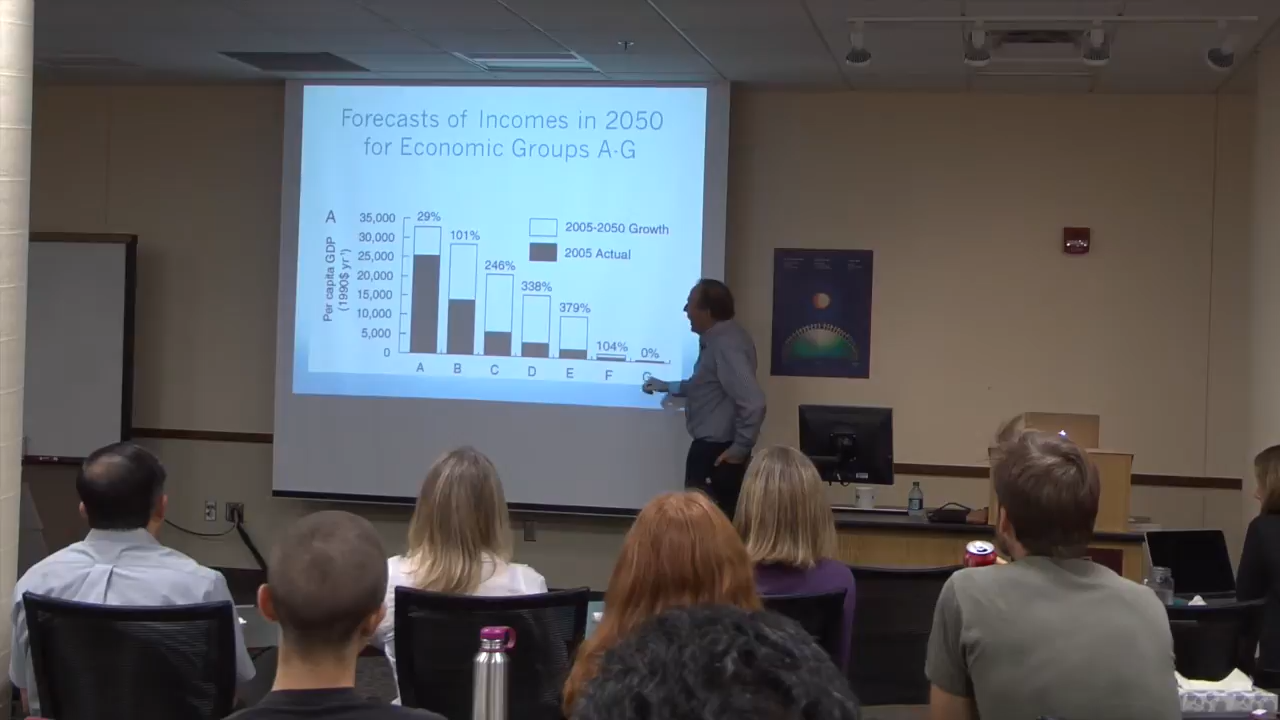 Forecasts of Incomes in 2050
for Economic Groups A-G
A
Per capita GDP
(1990$ yr⁻¹)
35,000
30,000
25,000
20,000
15,000
10,000
5,000
0
29%
101%
246%
338%
379%
104%
0%
2005-2050 Growth
2005 Actual
A B C D E F G